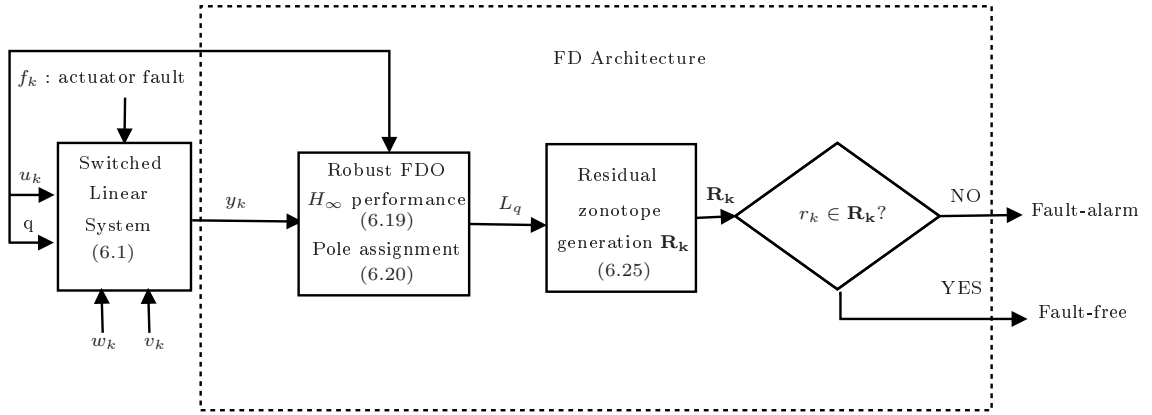 FD Architecture
f_k : actuator fault
Switched
Linear
System
(6.1)
u_k
q
w_k
v_k
y_k
Robust FDO
H_∞ performance
(6.19)
Pole assignment
(6.20)
L_q
Residual
zonotope
generation R_k
(6.25)
R_k
r_k ∈ R_k?
NO
Fault-alarm
YES
Fault-free